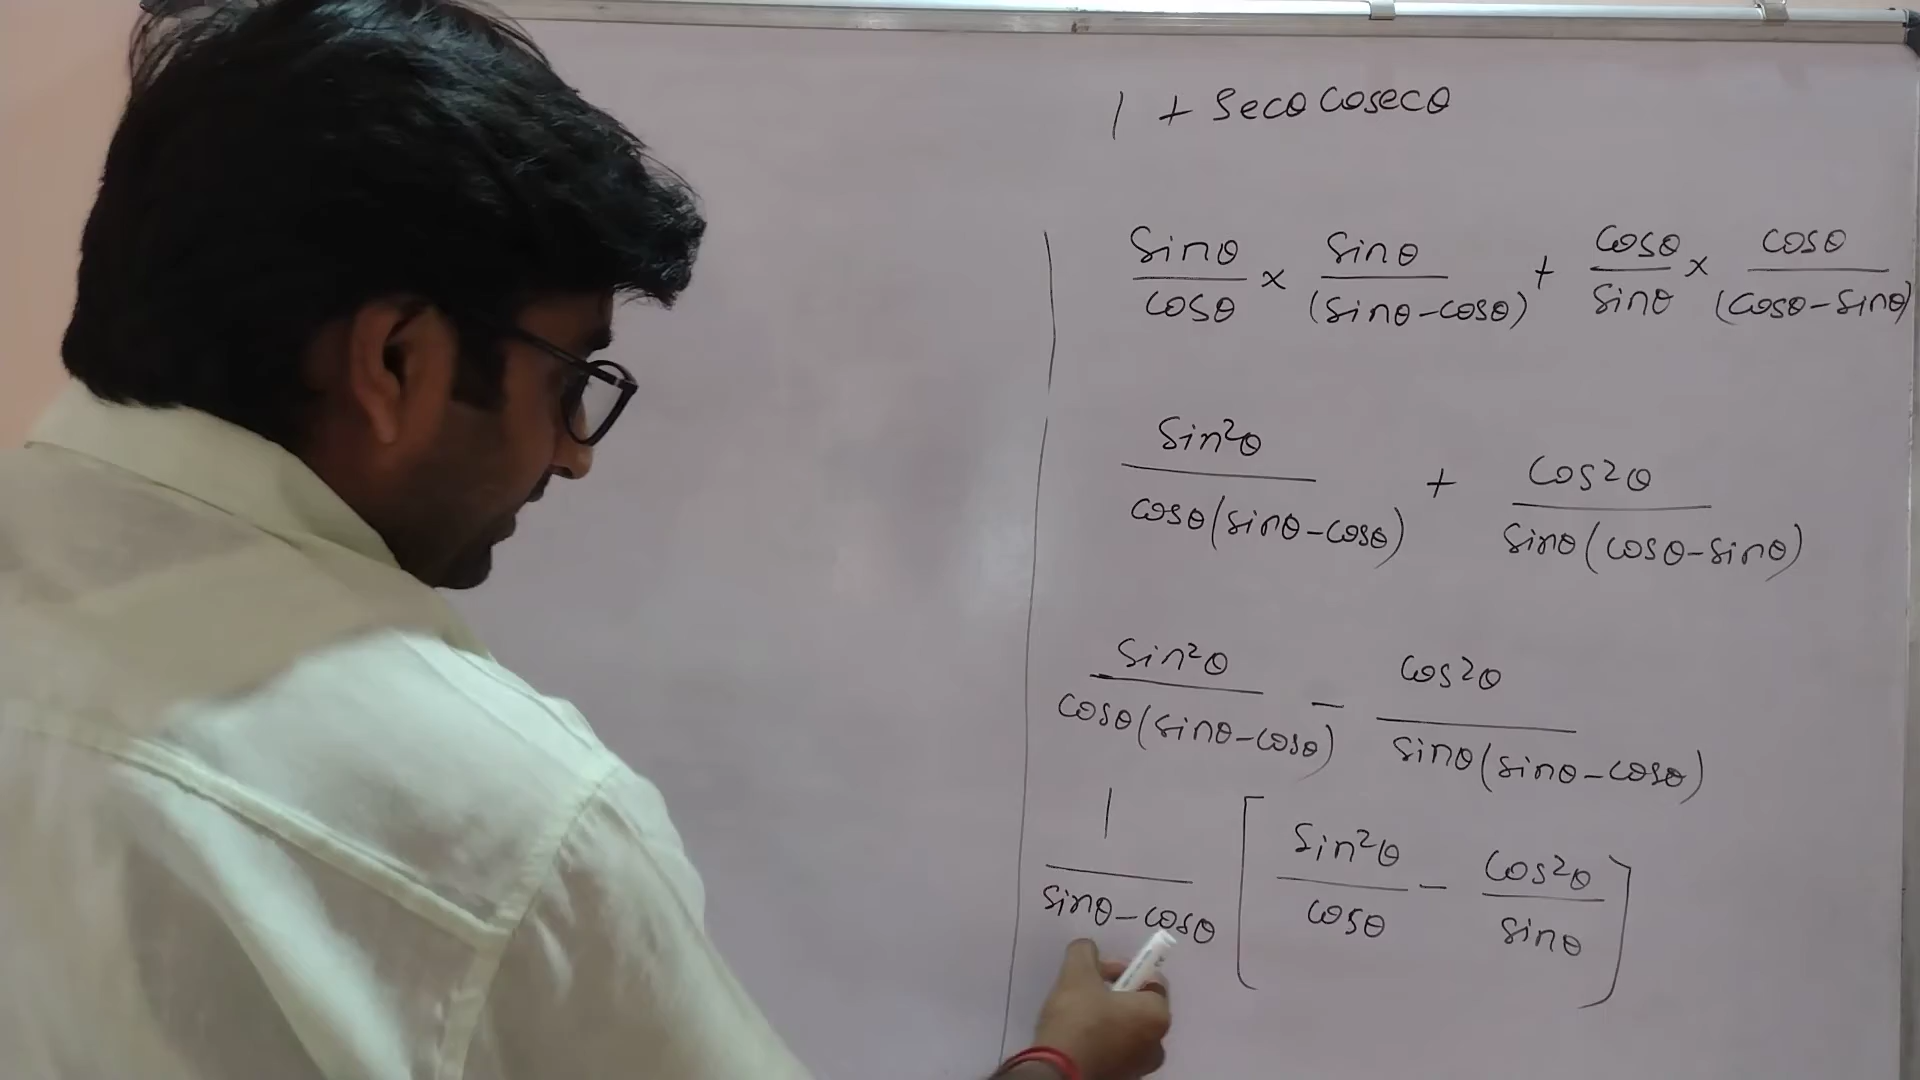 1 + secθ cosecθ
sinθ/cosθ × sinθ/(sinθ-cosθ) + cosθ/sinθ × cosθ/(cosθ-sinθ)
sin²θ/cosθ(sinθ-cosθ) + cos²θ/sinθ(cosθ-sinθ)
sin²θ/cosθ(sinθ-cosθ) - cos²θ/sinθ(sinθ-cosθ)
1/sinθ-cosθ [sin²θ/cosθ - cos²θ/sinθ]